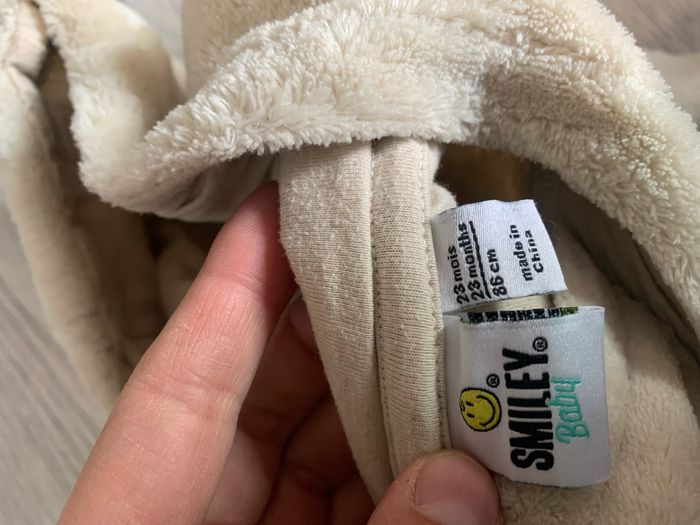 23 mois
23 months
86 cm
made in
China
SMILEY®
Baby
®